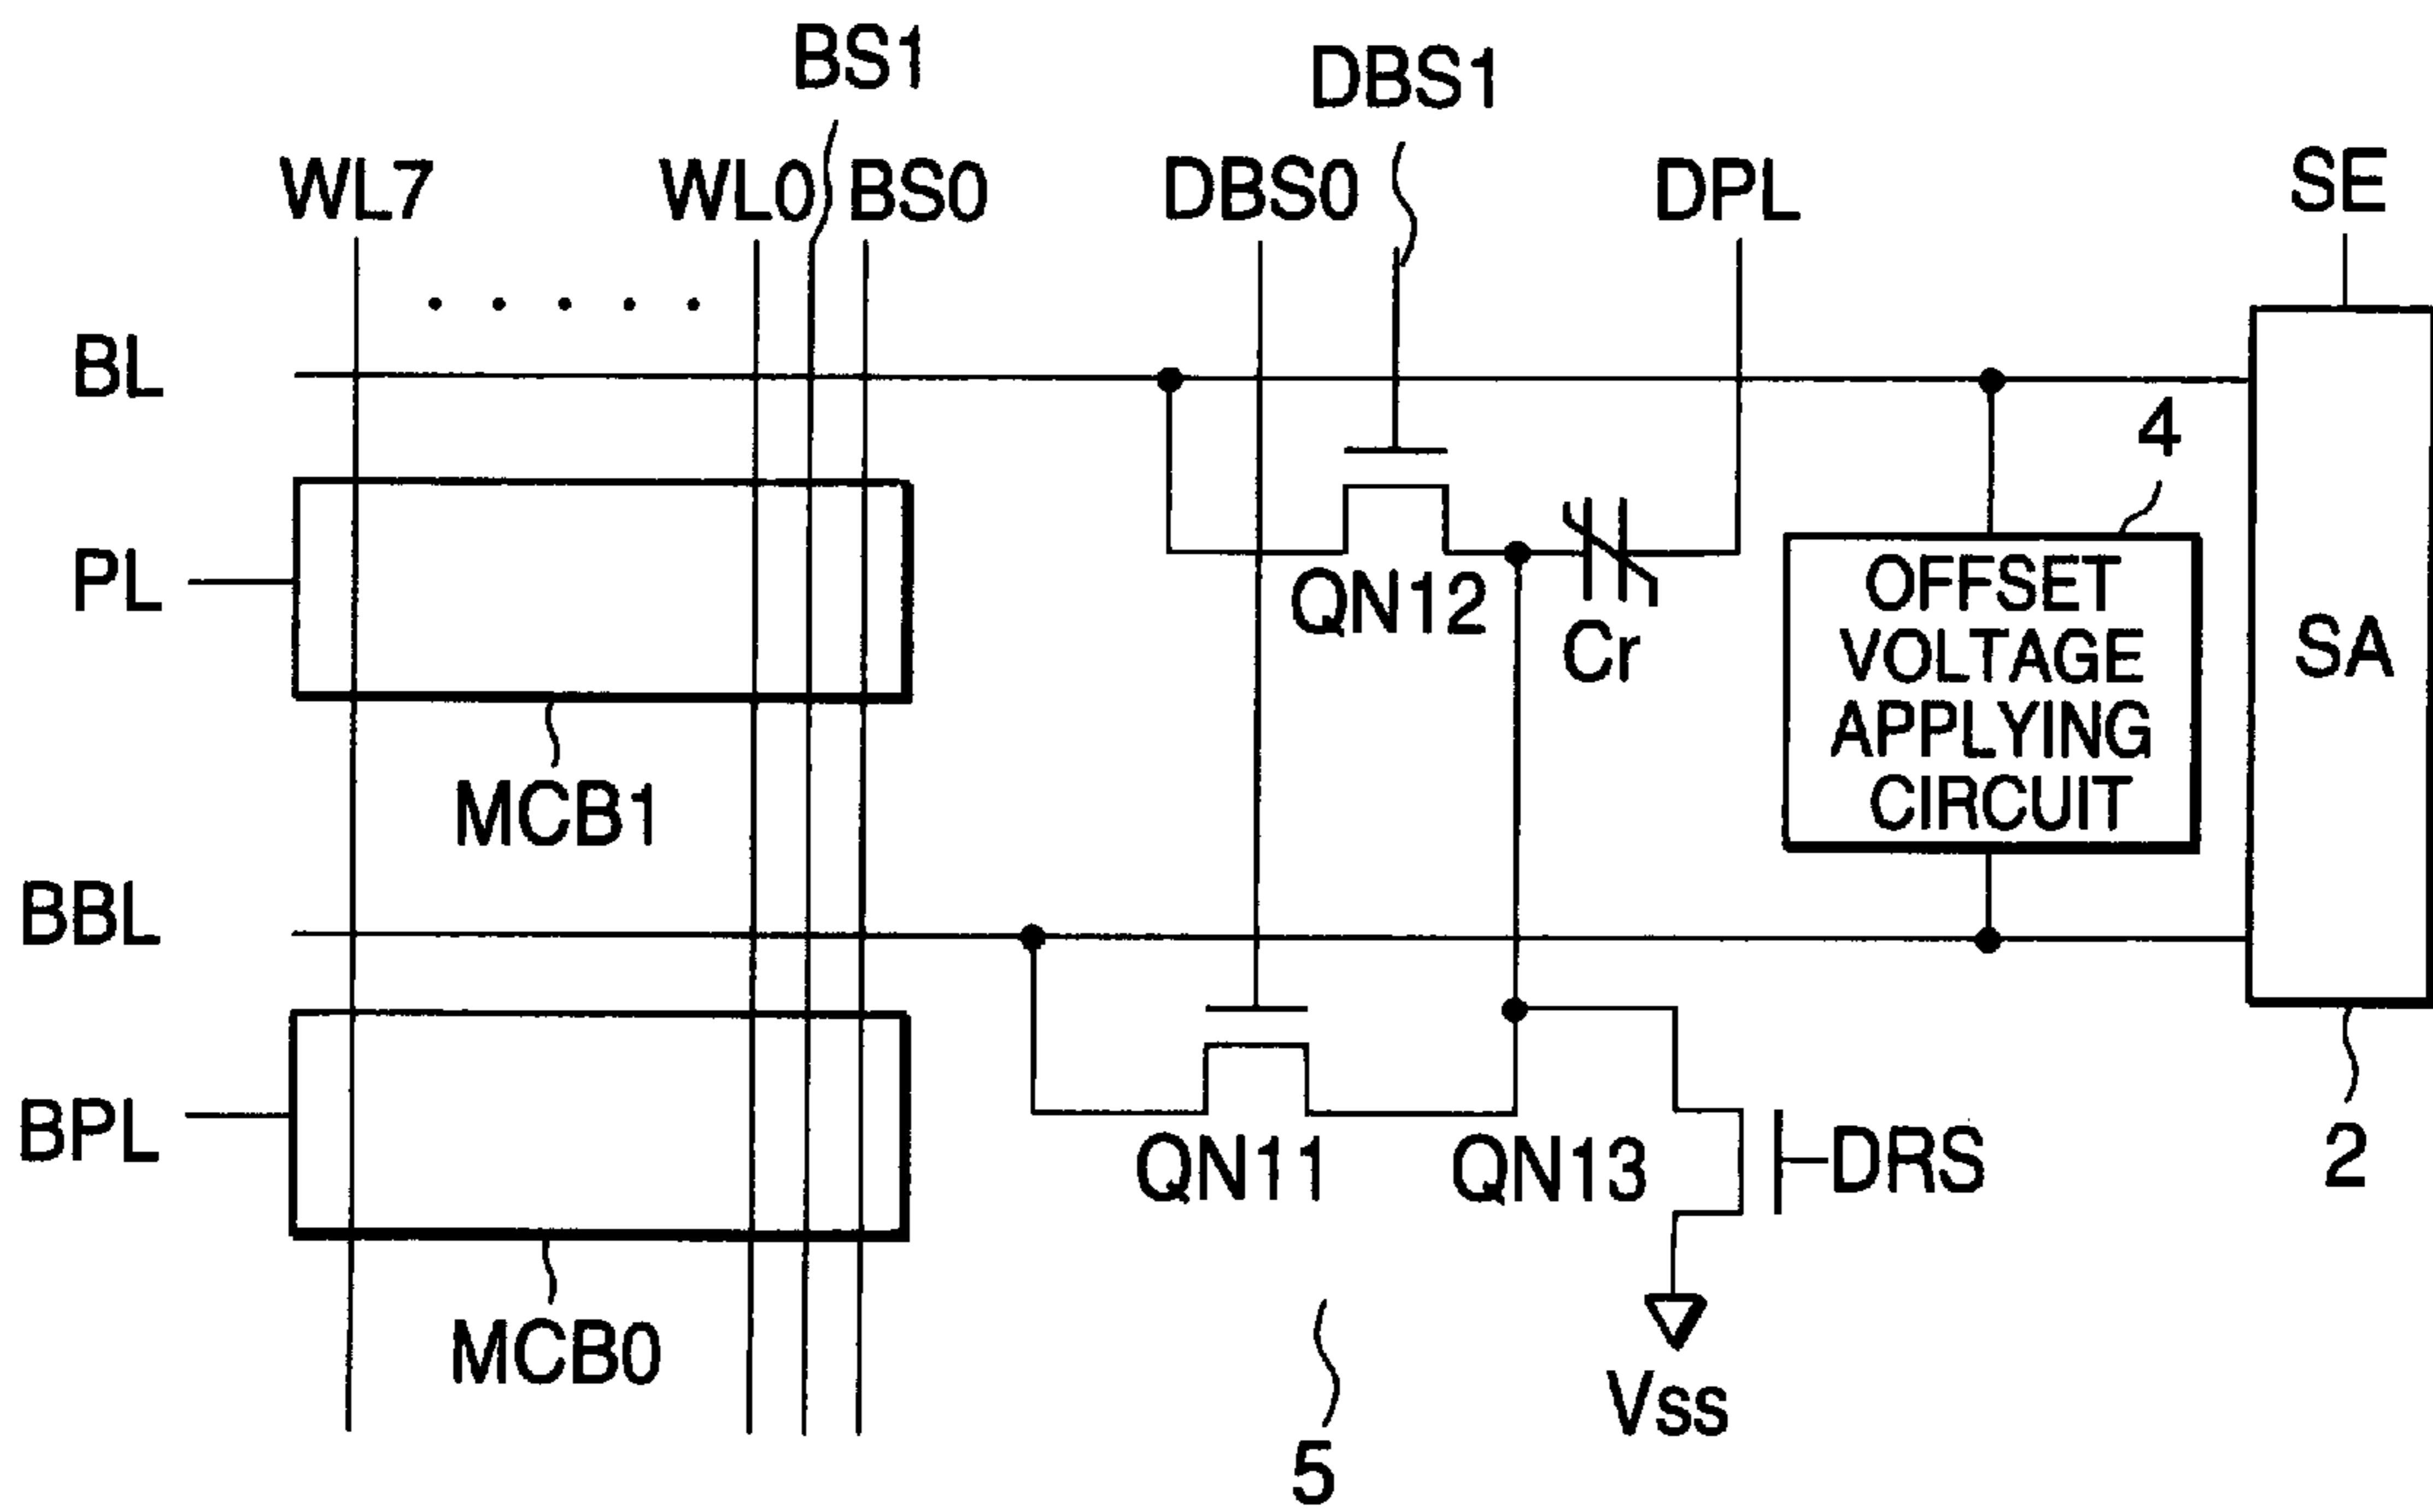 BS1
DBS1
WL7
WL0
BS0
DBS0
DPL
SE
BL
4
PL
QN12
Cr
OFFSET
VOLTAGE
APPLYING
CIRCUIT
SA
MCB1
BBL
BPL
QN11
QN13
DRS
2
MCB0
Vss
5